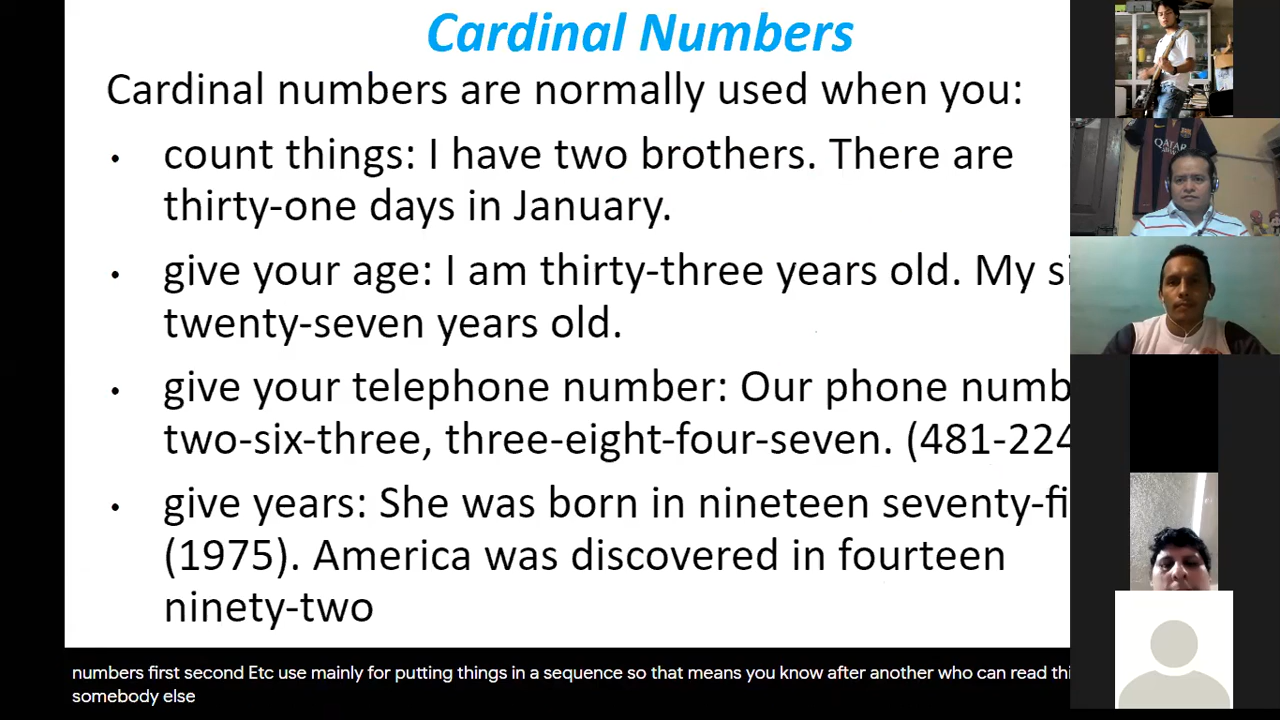 Cardinal Numbers
Cardinal numbers are normally used when you:
• count things: I have two brothers. There are
thirty-one days in January.
• give your age: I am thirty-three years old. My
twenty-seven years old.
• give your telephone number: Our phone
two-six-three, three-eight-four-seven. (481-224
• give years: She was born in nineteen
(1975). America was discovered in fourteen
ninety-two
numbers first second Etc use mainly for putting things in a sequence so that means you know after another who can read
somebody else
QATAR